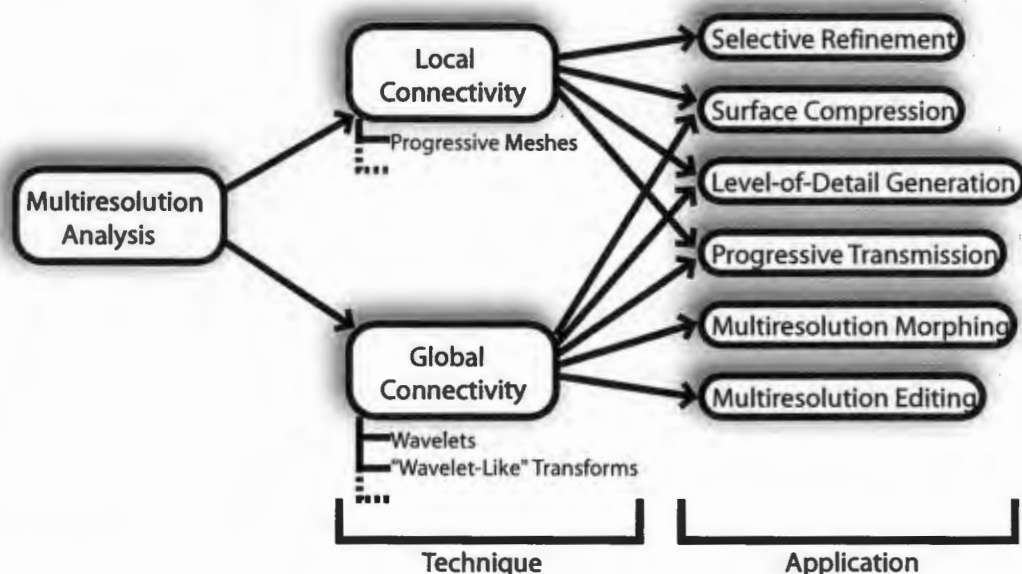 Multiresolution
Analysis
Local
Connectivity
Progressive Meshes
Global
Connectivity
Wavelets
"Wavelet-Like" Transforms
Technique
Selective Refinement
Surface Compression
Level-of-Detail Generation
Progressive Transmission
Multiresolution Morphing
Multiresolution Editing
Application